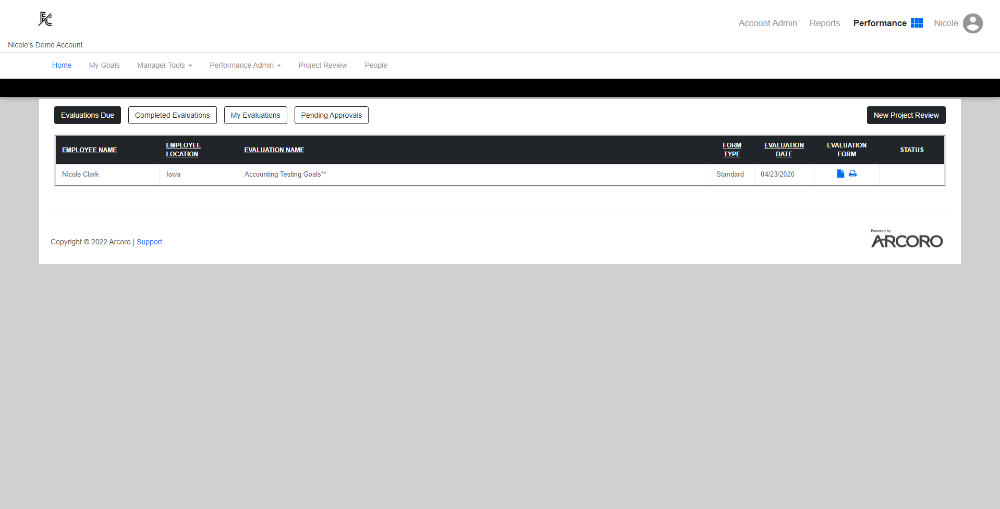 Account Admin Reports Performance Nicole
Nicole's Demo Account
Home My Goals Manager Tools Performance Admin Project Review People
Evaluations Due Completed Evaluations My Evaluations Pending Approvals New Project Review
EMPLOYEE NAME
EMPLOYEE
LOCATION
EVALUATION NAME
FORM
TYPE
EVALUATION
DATE
EVALUATION
FORM
STATUS
Nicole Clark Iowa Accounting Testing Goals** Standard 04/23/2020
Copyright © 2022 Arcoro | Support
Powered by
ARCORO